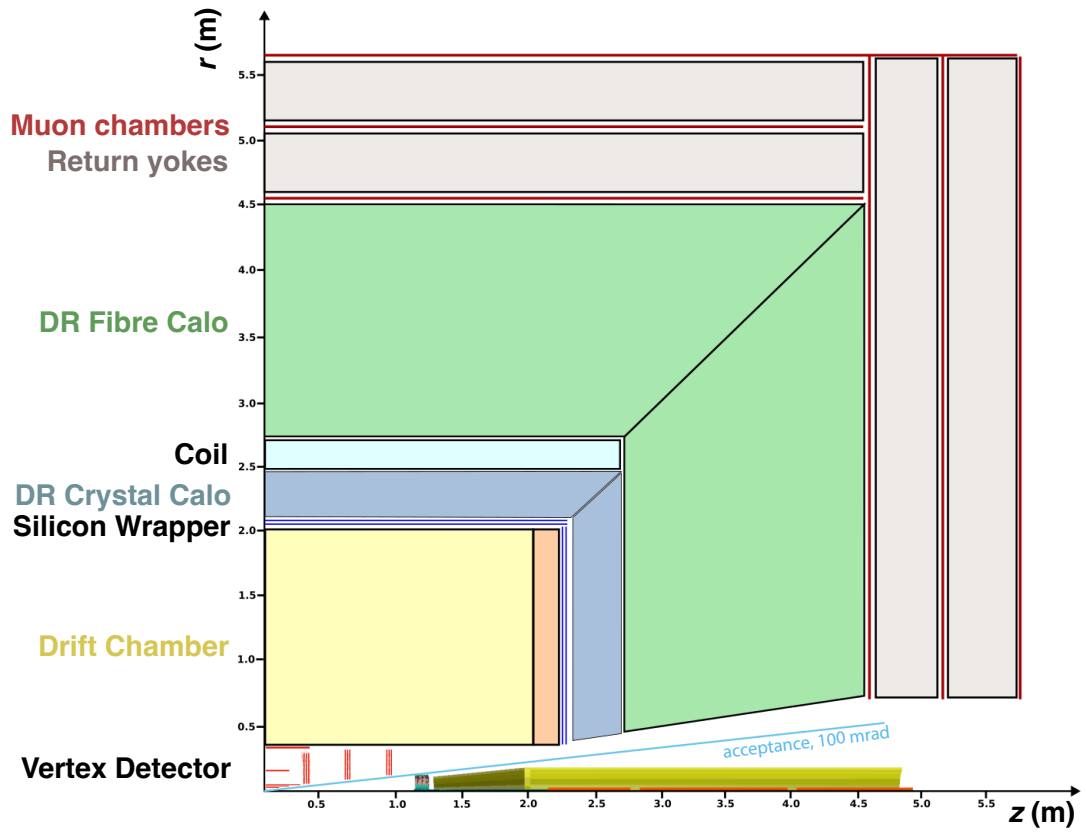 r (m)
5.5
Muon chambers
5.0
Return yokes
4.5
4.0
DR Fibre Calo
3.5
3.0
Coil
2.5
DR Crystal Calo
Silicon Wrapper
2.0
1.5
Drift Chamber
1.0
0.5
acceptance, 100 mrad
Vertex Detector
0.5 1.0 1.5 2.0 2.5 3.0 3.5 4.0 4.5 5.0 5.5
z (m)